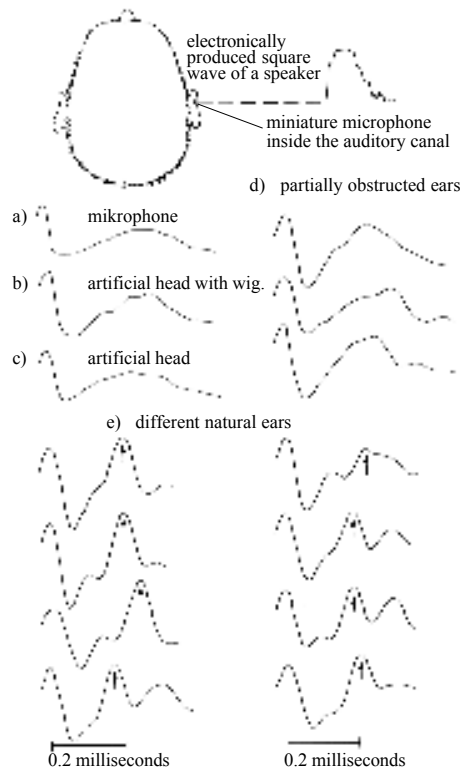 electronically
produced square
wave of a speaker
miniature microphone
inside the auditory canal
d) partially obstructed ears
a) mikrophone
b) artificial head with wig.
c) artificial head
e) different natural ears
0.2 milliseconds
0.2 milliseconds